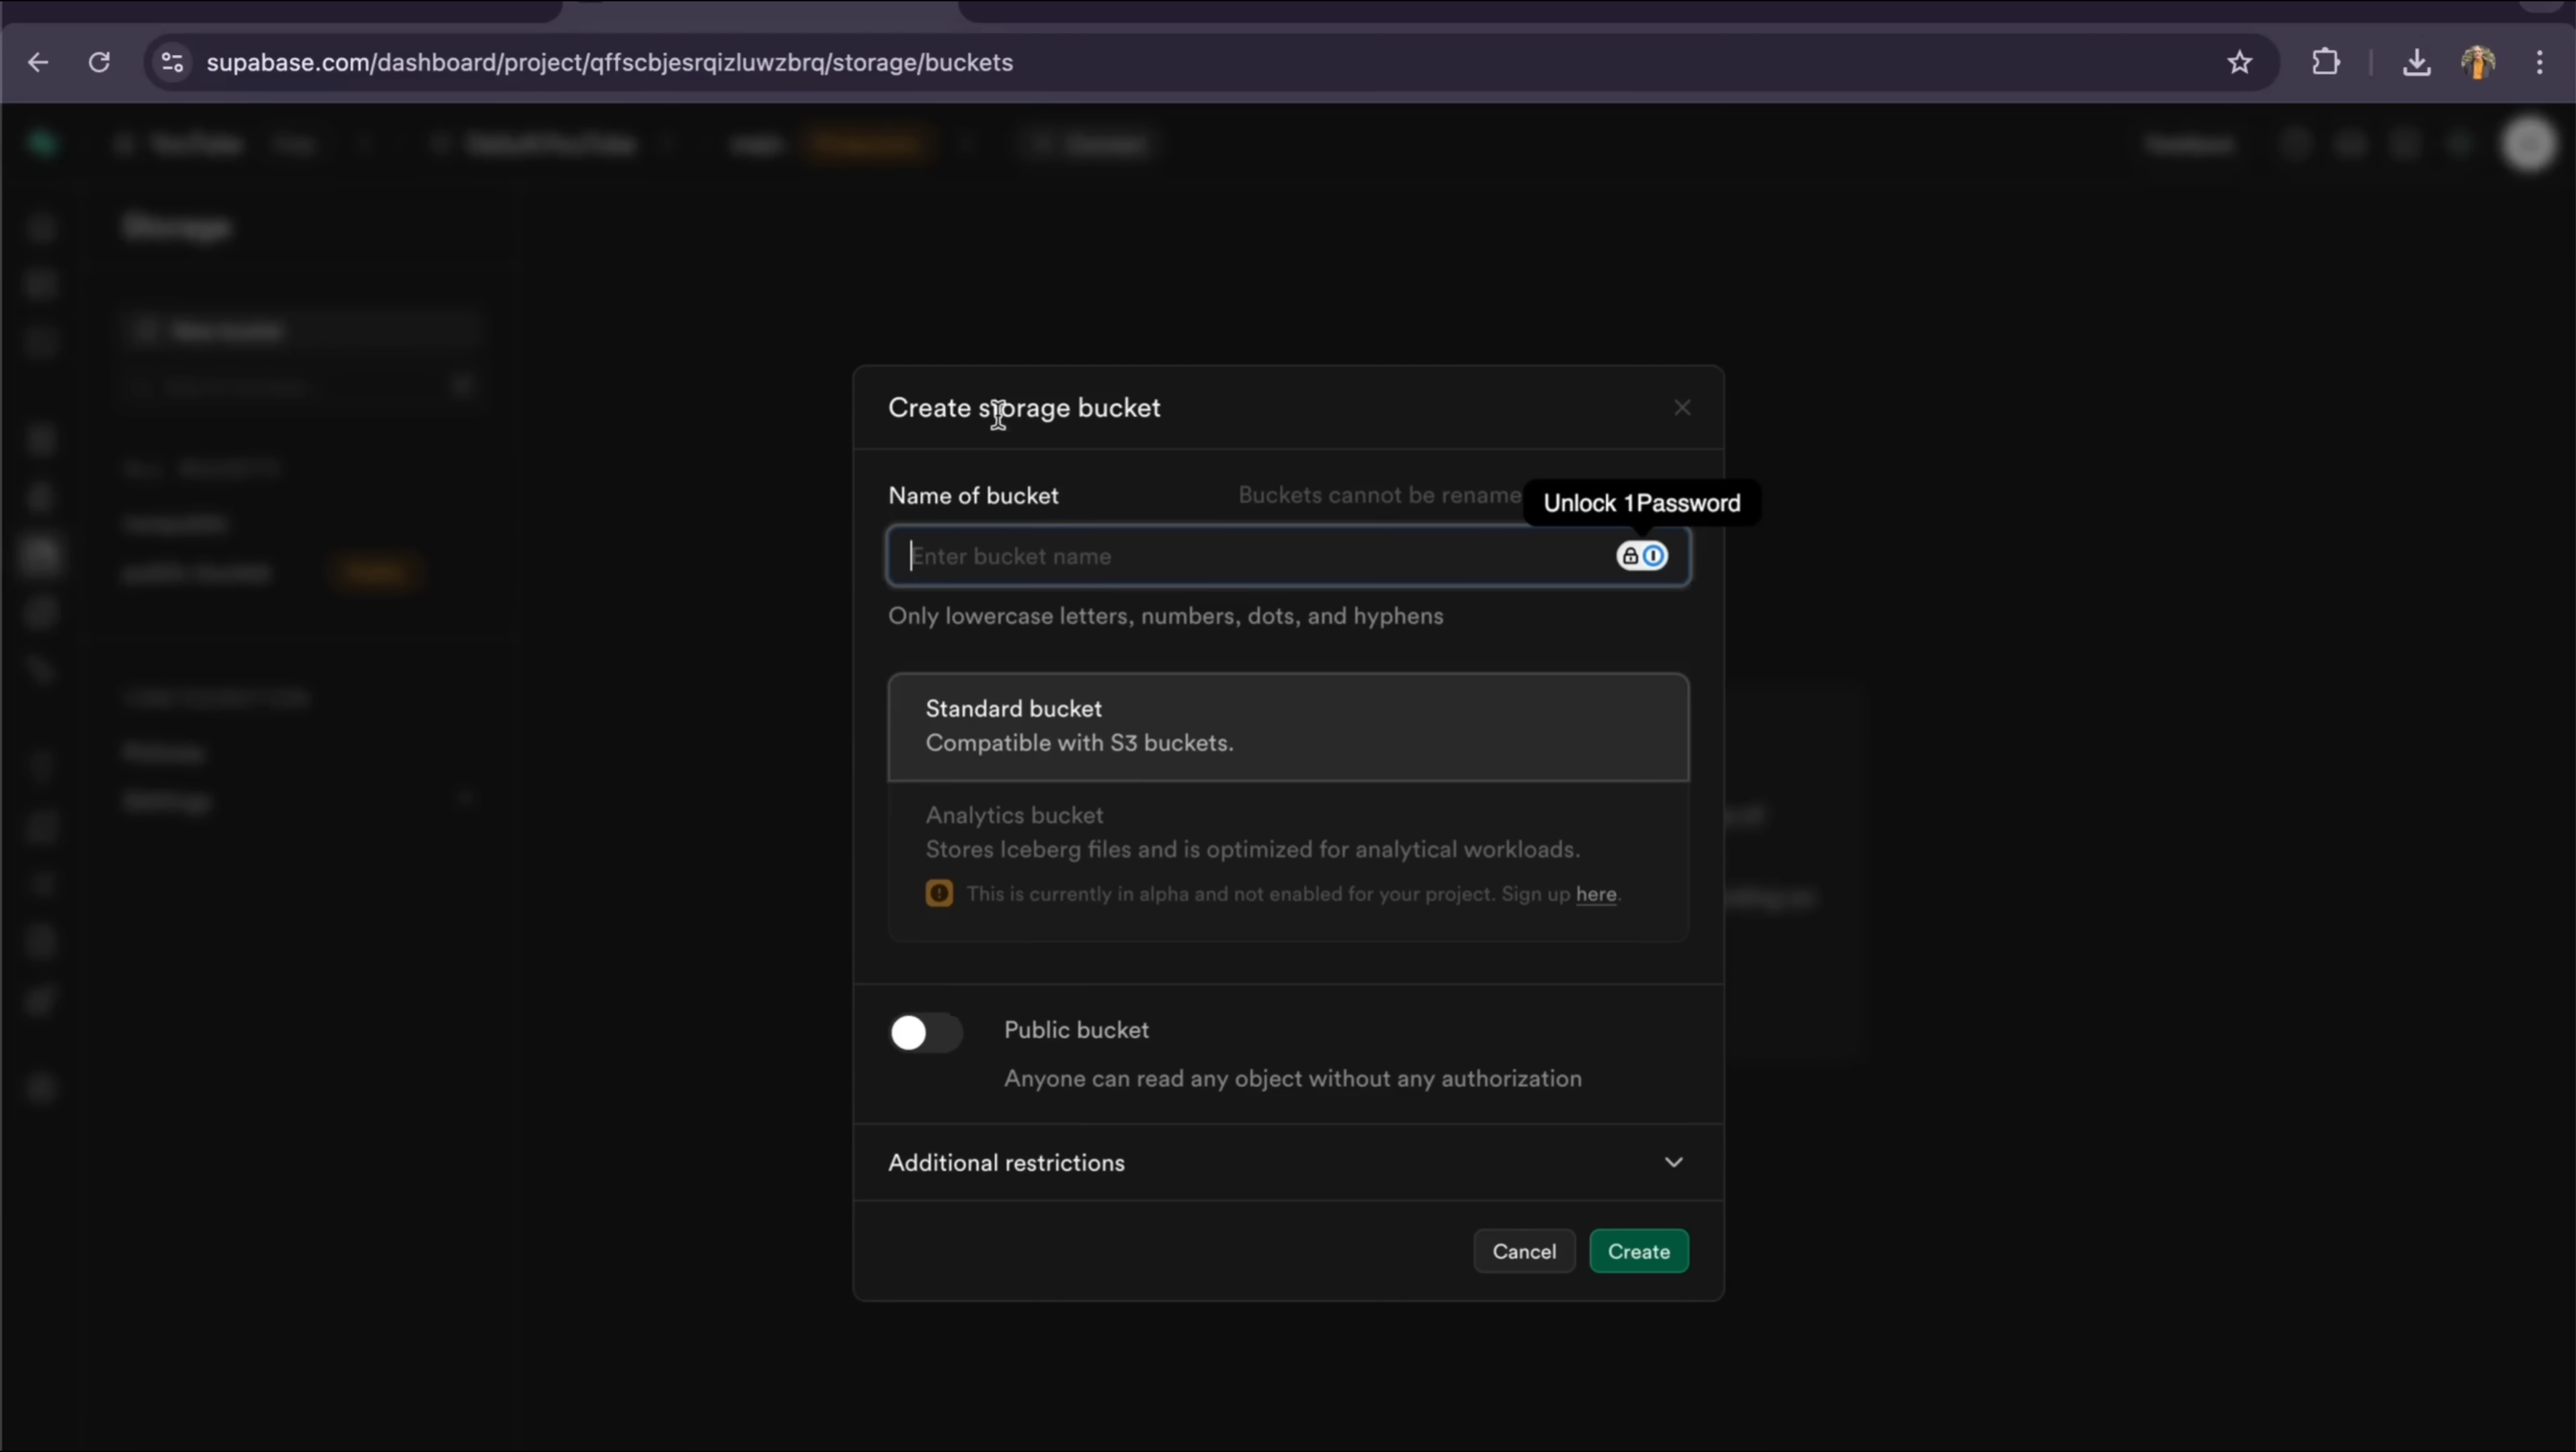 supabase.com/dashboard/project/qffscbjesrqizluwzbrq/storage/buckets
Storage
New bucket
Create storage bucket
Name of bucket
Buckets cannot be rename
Unlock 1Password
Enter bucket name
Only lowercase letters, numbers, dots, and hyphens
Standard bucket
Compatible with S3 buckets.
Analytics bucket
Stores Iceberg files and is optimized for analytical workloads.
This is currently in alpha and not enabled for your project. Sign up here.
Public bucket
Anyone can read any object without any authorization
Additional restrictions
Cancel
Create